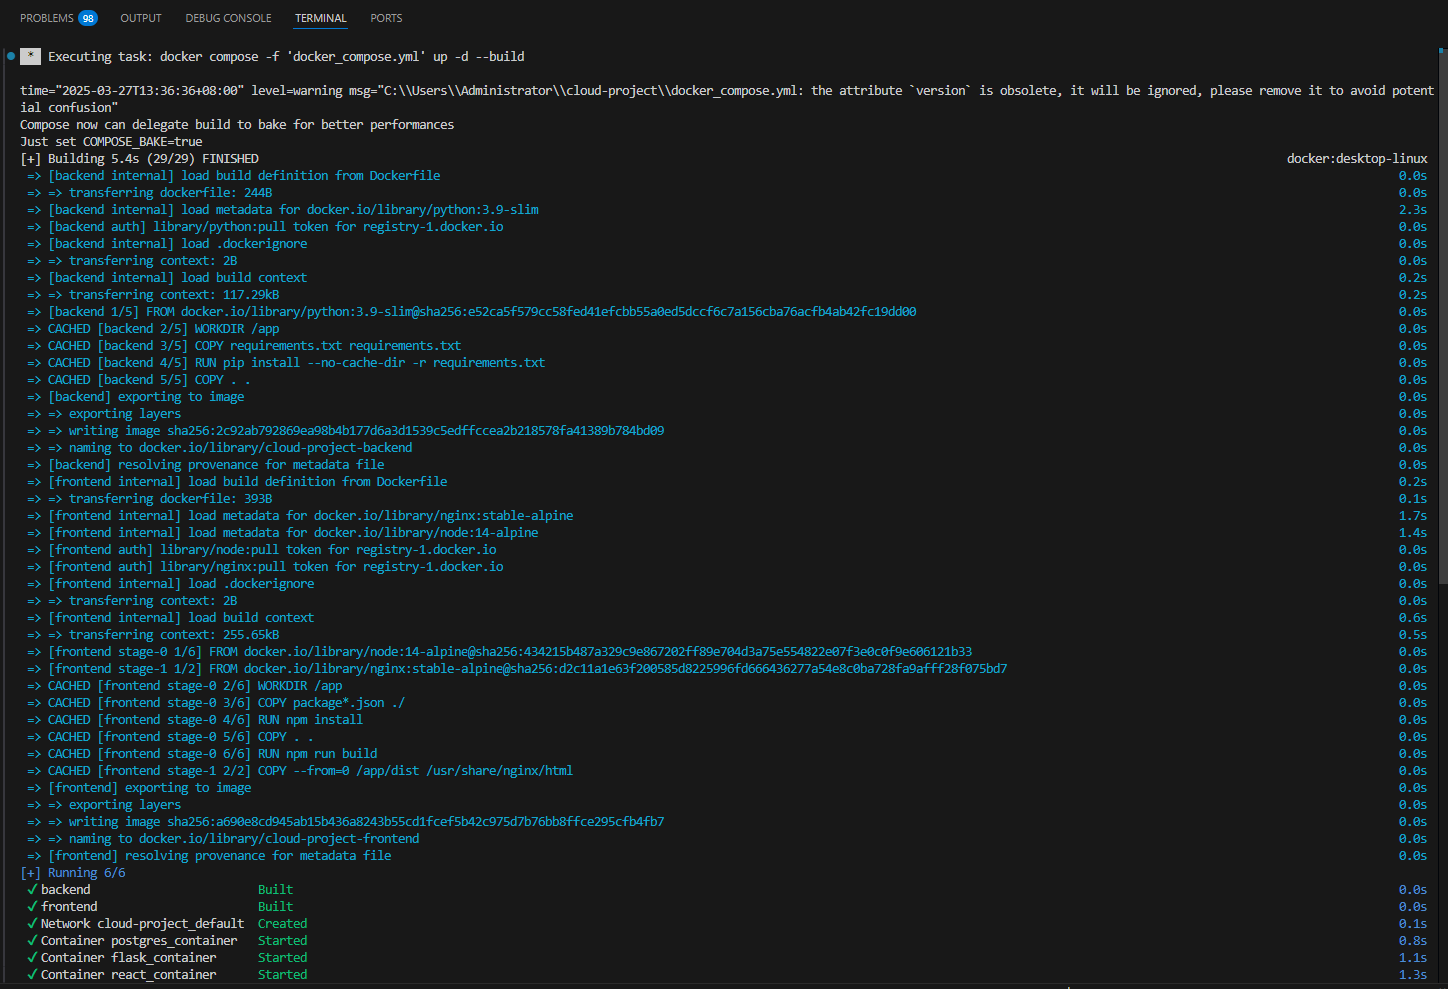 PROBLEMS 98 OUTPUT DEBUG CONSOLE TERMINAL PORTS
* Executing task: docker compose -f 'docker_compose.yml' up -d --build
time="2025-03-27T13:36:36+08:00" level=warning msg="C:\\Users\\Administrator\\cloud-project\\docker_compose.yml: the attribute `version` is obsolete, it will be ignored, please remove it to avoid potent
ial confusion"
Compose now can delegate build to bake for better performances
Just set COMPOSE_BAKE=true
[+] Building 5.4s (29/29) FINISHED docker:desktop-linux
=> [backend internal] load build definition from Dockerfile 0.0s
=> => transferring dockerfile: 244B 0.0s
=> [backend internal] load metadata for docker.io/library/python:3.9-slim 2.3s
=> [backend auth] library/python:pull token for registry-1.docker.io 0.0s
=> [backend internal] load .dockerignore 0.0s
=> => transferring context: 2B 0.0s
=> [backend internal] load build context 0.2s
=> => transferring context: 117.29kB 0.2s
=> [backend 1/5] FROM docker.io/library/python:3.9-slim@sha256:e52ca5f579cc58fed41efcbb55a0ed5dccf6c7a156cba76acfb4ab42fc19dd00 0.0s
=> CACHED [backend 2/5] WORKDIR /app 0.0s
=> CACHED [backend 3/5] COPY requirements.txt requirements.txt 0.0s
=> CACHED [backend 4/5] RUN pip install --no-cache-dir -r requirements.txt 0.0s
=> CACHED [backend 5/5] COPY . . 0.0s
=> [backend] exporting to image 0.0s
=> => exporting layers 0.0s
=> => writing image sha256:2c92ab792869ea98b4b177d6a3d1539c5edffccea2b218578fa41389b784bd09 0.0s
=> => naming to docker.io/library/cloud-project-backend 0.0s
=> [backend] resolving provenance for metadata file 0.0s
=> [frontend internal] load build definition from Dockerfile 0.2s
=> => transferring dockerfile: 393B 0.1s
=> [frontend internal] load metadata for docker.io/library/nginx:stable-alpine 1.7s
=> [frontend internal] load metadata for docker.io/library/node:14-alpine 1.4s
=> [frontend auth] library/node:pull token for registry-1.docker.io 0.0s
=> [frontend auth] library/nginx:pull token for registry-1.docker.io 0.0s
=> [frontend internal] load .dockerignore 0.0s
=> => transferring context: 2B 0.0s
=> [frontend internal] load build context 0.6s
=> => transferring context: 255.65kB 0.5s
=> [frontend stage-0 1/6] FROM docker.io/library/node:14-alpine@sha256:434215b487a329c9e867202ff89e704d3a75e554822e07f3e0c0f9e606121b33 0.0s
=> [frontend stage-1 1/2] FROM docker.io/library/nginx:stable-alpine@sha256:d2c11a1e63f200585d8225996fd666436277a54e8c0ba728fa9afff28f075bd7 0.0s
=> CACHED [frontend stage-0 2/6] WORKDIR /app 0.0s
=> CACHED [frontend stage-0 3/6] COPY package*.json ./ 0.0s
=> CACHED [frontend stage-0 4/6] RUN npm install 0.0s
=> CACHED [frontend stage-0 5/6] COPY . . 0.0s
=> CACHED [frontend stage-0 6/6] RUN npm run build 0.0s
=> CACHED [frontend stage-1 2/2] COPY --from=0 /app/dist /usr/share/nginx/html 0.0s
=> [frontend] exporting to image 0.0s
=> => exporting layers 0.0s
=> => writing image sha256:a690e8cd945ab15b436a8243b55cd1fcef5b42c975d7b76bb8ffce295cfb4fb7 0.0s
=> => naming to docker.io/library/cloud-project-frontend 0.0s
=> [frontend] resolving provenance for metadata file 0.0s
[+] Running 6/6
✓ backend Built 0.0s
✓ frontend Built 0.0s
✓ Network cloud-project_default Created 0.1s
✓ Container postgres_container Started 0.8s
✓ Container flask_container Started 1.1s
✓ Container react_container Started 1.3s